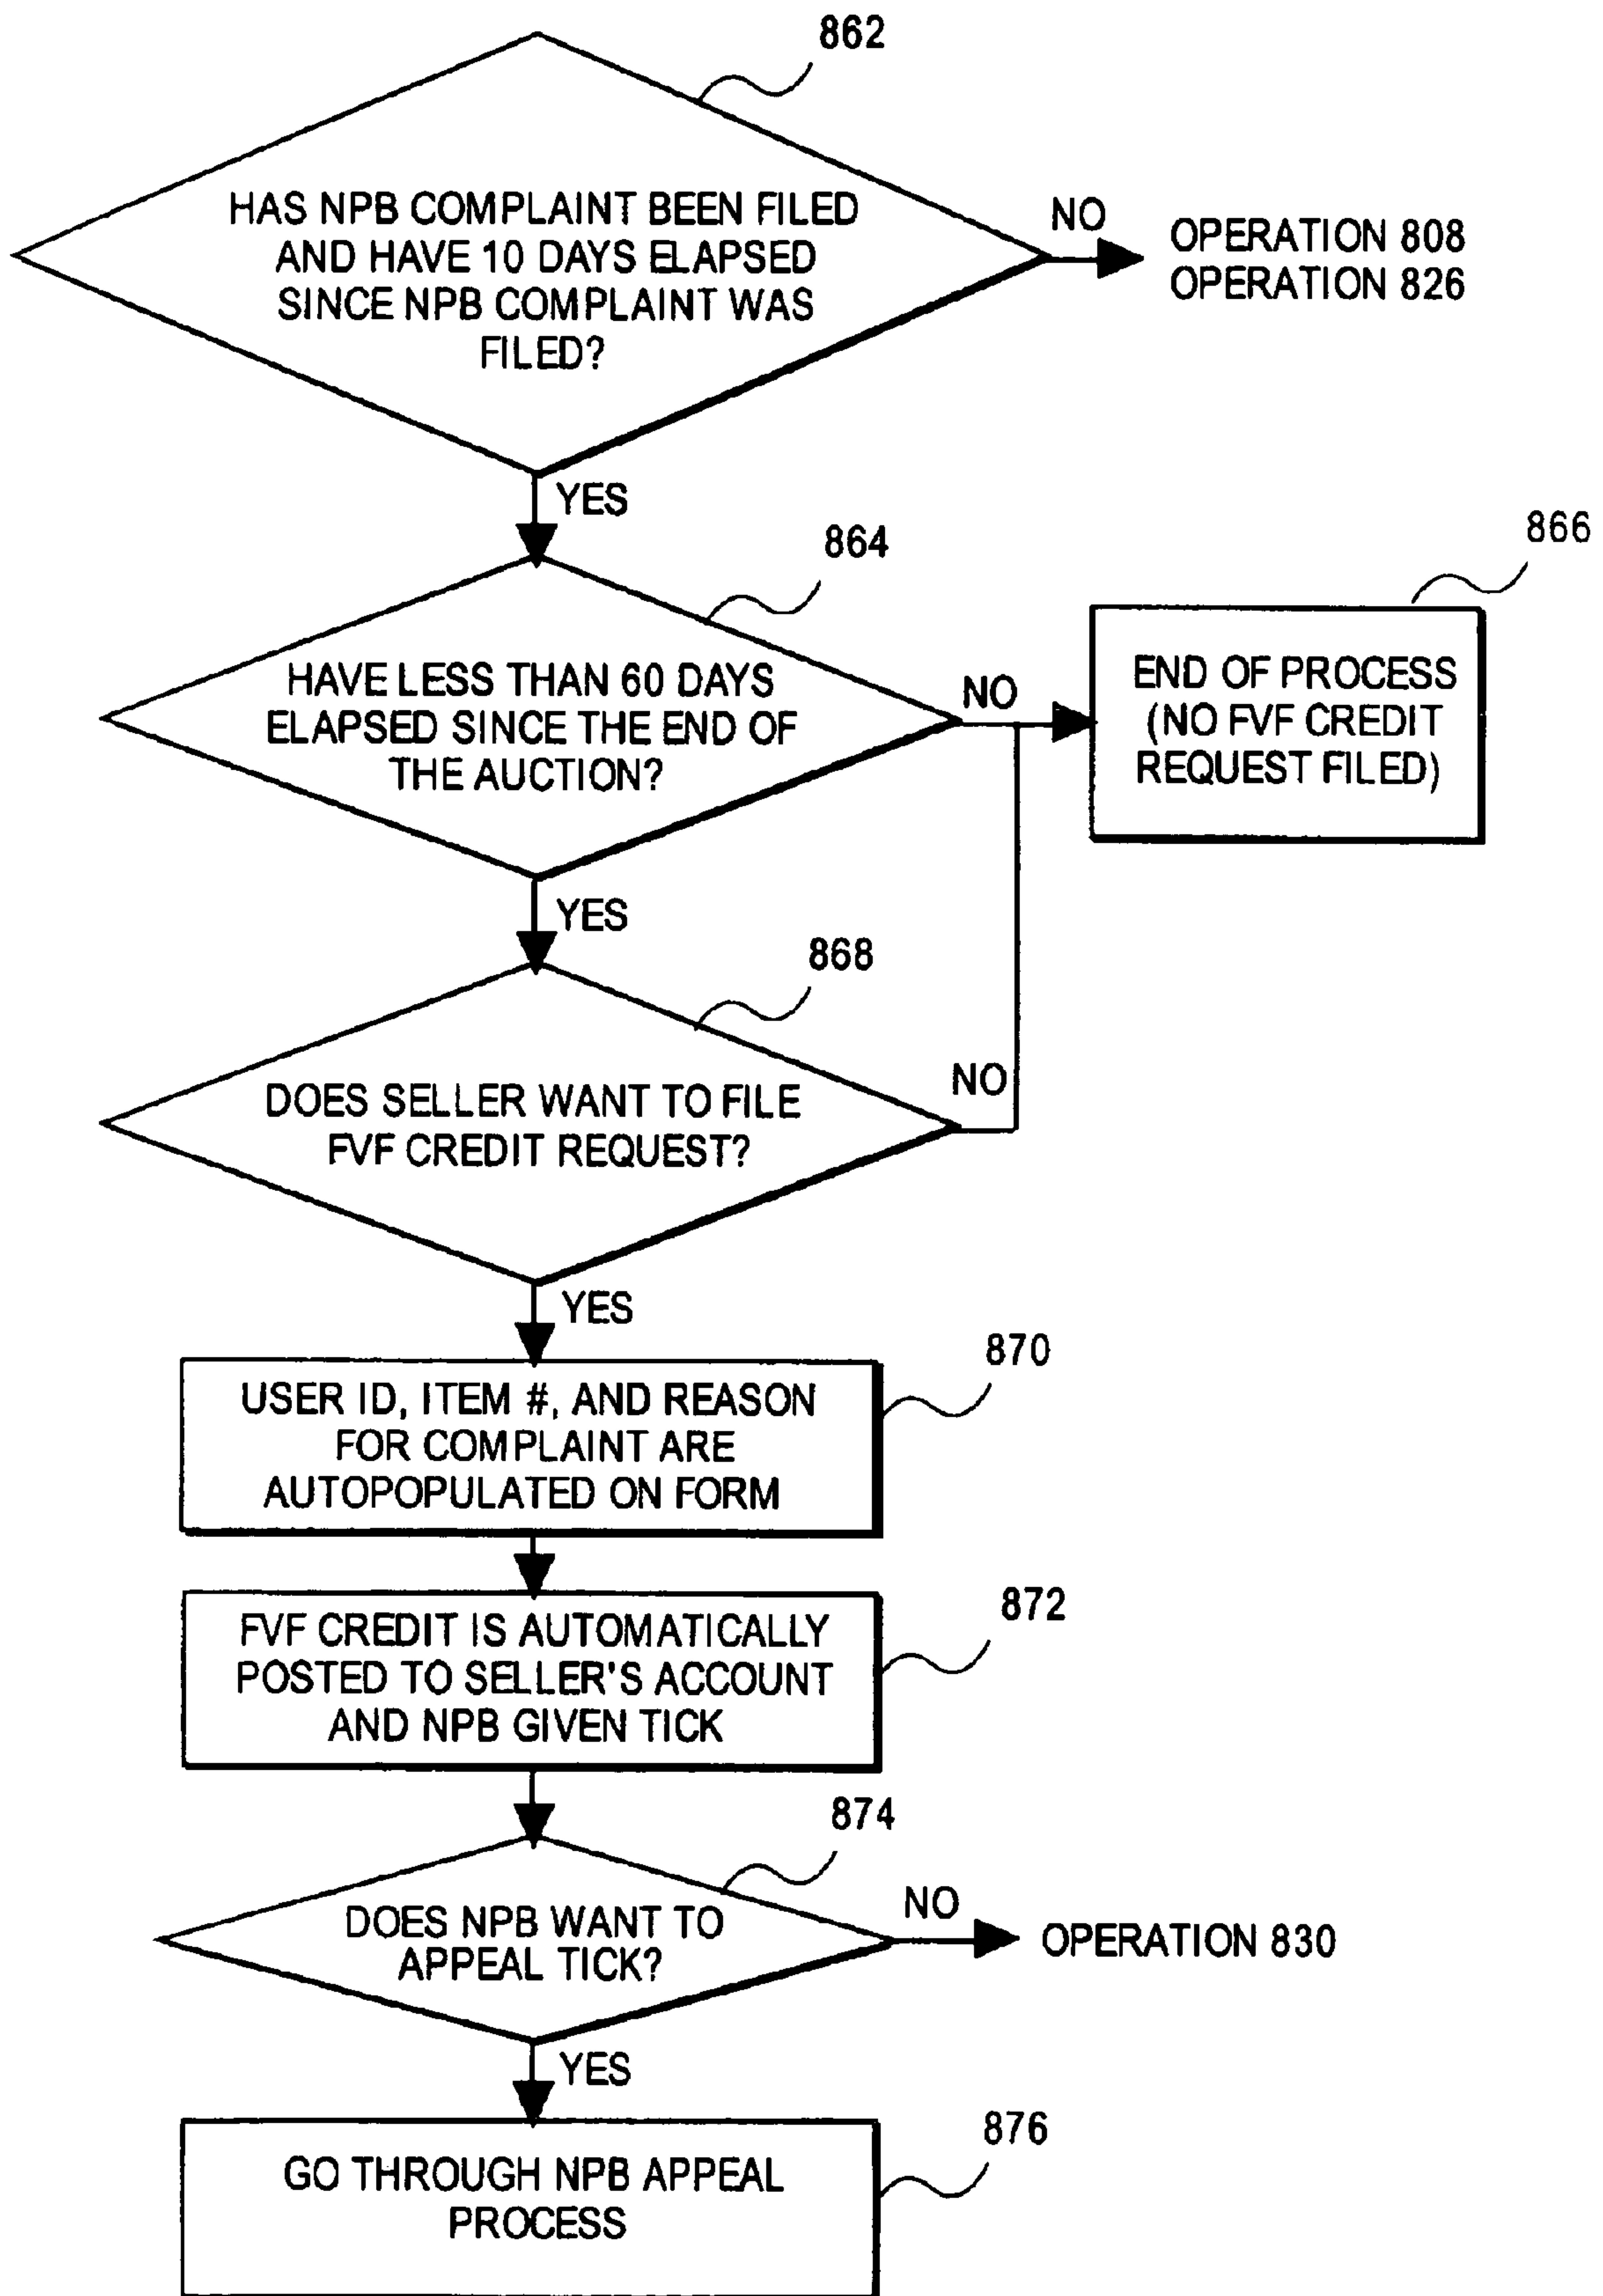 862
HAS NPB COMPLAINT BEEN FILED
AND HAVE 10 DAYS ELAPSED
SINCE NPB COMPLAINT WAS
FILED?
NO
OPERATION 808
OPERATION 826
YES
864
866
HAVE LESS THAN 60 DAYS
ELAPSED SINCE THE END OF
THE AUCTION?
NO
END OF PROCESS
(NO FVF CREDIT
REQUEST FILED)
YES
868
DOES SELLER WANT TO FILE
FVF CREDIT REQUEST?
NO
YES
870
USER ID, ITEM #, AND REASON
FOR COMPLAINT ARE
AUTOPOPULATED ON FORM
872
FVF CREDIT IS AUTOMATICALLY
POSTED TO SELLER'S ACCOUNT
AND NPB GIVEN TICK
874
DOES NPB WANT TO
APPEAL TICK?
NO
OPERATION 830
YES
876
GO THROUGH NPB APPEAL
PROCESS